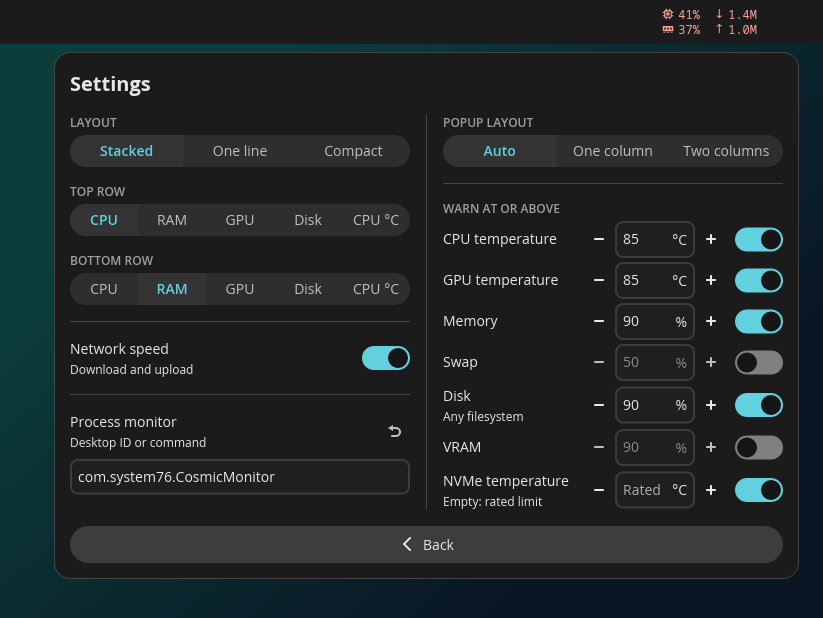 41% ↓ 1.4M
37% ↑ 1.0M
Settings
LAYOUT
Stacked One line Compact
TOP ROW
CPU RAM GPU Disk CPU °C
BOTTOM ROW
CPU RAM GPU Disk CPU °C
Network speed
Download and upload
Process monitor
Desktop ID or command
com.system76.CosmicMonitor
POPUP LAYOUT
Auto One column Two columns
WARN AT OR ABOVE
CPU temperature − 85 °C +
GPU temperature − 85 °C +
Memory − 90 % +
Swap − 50 % +
Disk − 90 % +
Any filesystem
VRAM − 90 % +
NVMe temperature − Rated °C +
Empty: rated limit
Back